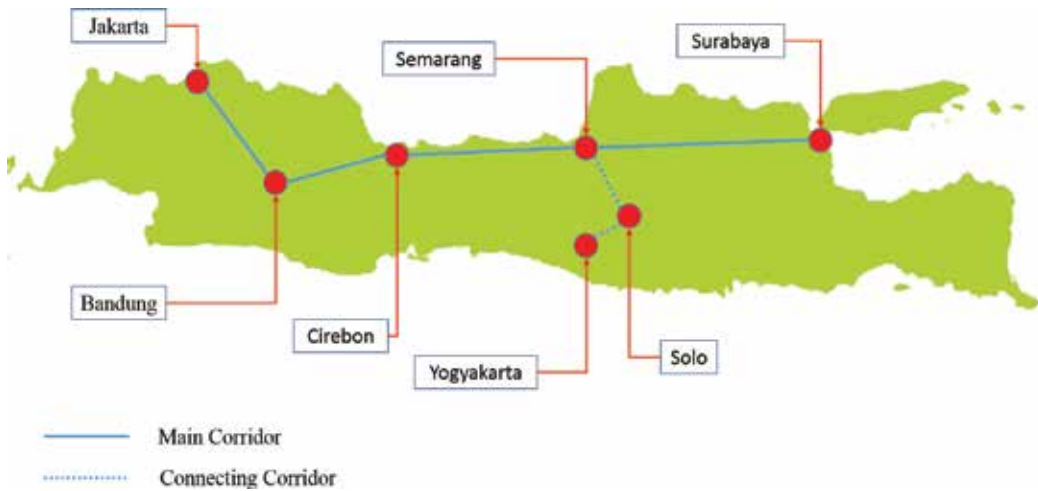 Jakarta
Semarang
Surabaya
Bandung
Cirebon
Yogyakarta
Solo
Main Corridor
Connecting Corridor